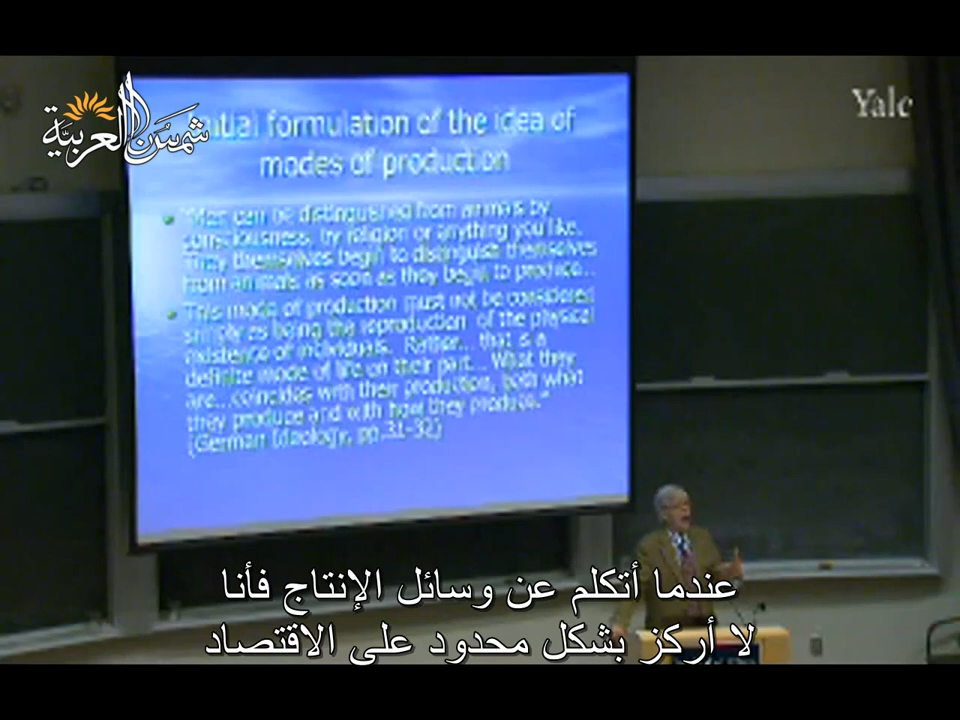 شمس العربية
Yale
formulation of the idea of
modes of production
"Men can be distinguished from animals by
consciousness, by religion or anything you like.
They themselves begin to distinguish themselves
from animals as soon as they begin to produce..
This mode of production must not be considered
simply as being the reproduction of the physical
existence of individuals. Rather... that is a
definite mode of life on their part... What they
are...coincides with their production, both what
they produce and with how they produce."
(German Ideology, pp.31-32)
عندما أتكلم عن وسائل الإنتاج فأنا
لا أركز بشكل محدود على الاقتصاد